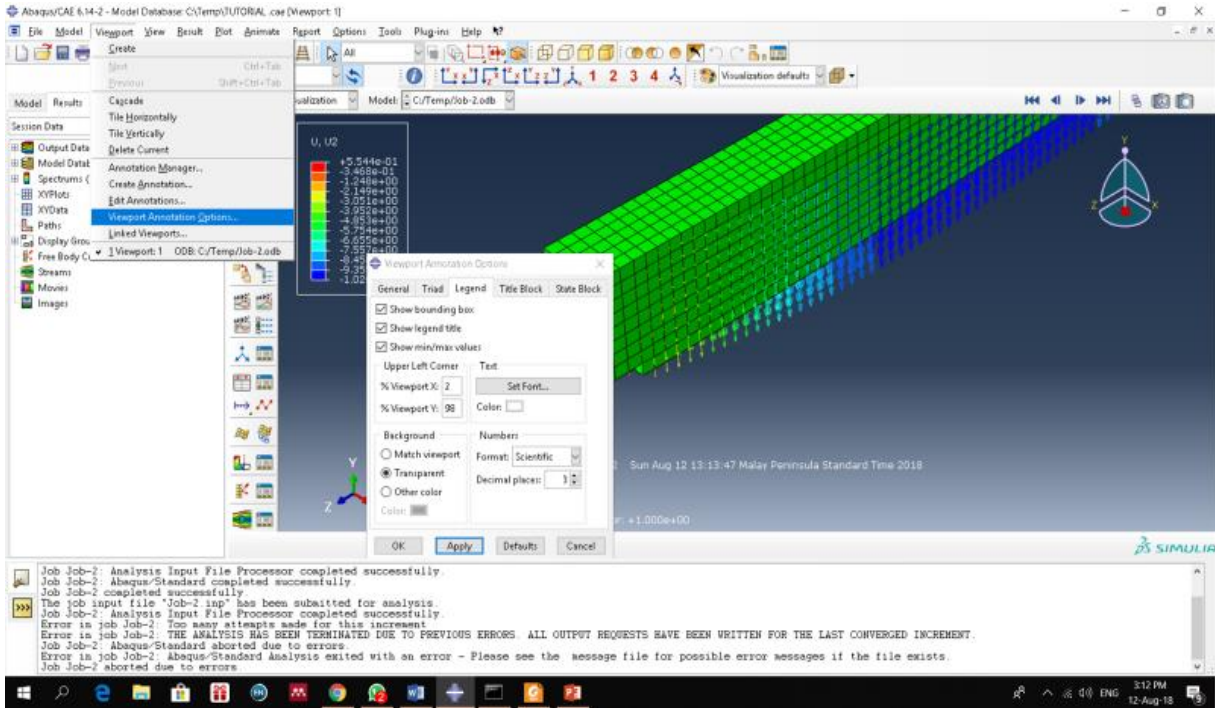 Abaqus/CAE 6.14-2 - Model Database: C:\Temp\TUTORIAL .cae [Viewport: 1]
File Model Viewport View Result Plot Animate Report Options Tools Plug-ins Help
Create
Next Ctrl+Tab
Previous Shift+Ctrl+Tab
Cascade
Tile Horizontally
Tile Vertically
Delete Current
Annotation Manager...
Create Annotation...
Edit Annotations...
Viewport Annotation Options...
Linked Viewports...
1 Viewport: 1 ODB: C:/Temp/Job-2.odb
All
1 2 3 4
Visualization defaults
ualization Model: C:/Temp/Job-2.odb
Model Results
Session Data
Output Data
Model Datab
Spectrums (
XYPlots
XYData
Paths
Display Grou
Free Body Cu
Streams
Movies
Images
U, U2
+5.544e-01
-3.468e-01
-1.248e+00
-2.149e+00
-3.051e+00
-3.952e+00
-4.853e+00
-5.754e+00
-6.655e+00
-7.557e+00
-8.45
-9.35
-1.02
Y
Z X
Viewport Annotation Options
General Triad Legend Title Block State Block
Show bounding box
Show legend title
Show min/max values
Upper Left Corner
% Viewport X: 2
% Viewport Y: 98
Text
Set Font...
Color:
Background
Match viewport
Transparent
Other color
Color:
Numbers
Format: Scientific
Decimal places: 3
OK Apply Defaults Cancel
Y
Z
Sun Aug 12 13:13:47 Malay Peninsula Standard Time 2018
+1.000e+00
SIMULIA
Job Job-2: Analysis Input File Processor completed successfully.
Job Job-2: Abaqus/Standard completed successfully.
Job Job-2 completed successfully.
The job input file "Job-2.inp" has been submitted for analysis.
Job Job-2: Analysis Input File Processor completed successfully.
Error in job Job-2: Too many attempts made for this increment
Error in job Job-2: THE ANALYSIS HAS BEEN TERMINATED DUE TO PREVIOUS ERRORS. ALL OUTPUT REQUESTS HAVE BEEN WRITTEN FOR THE LAST CONVERGED INCREMENT.
Job Job-2: Abaqus/Standard aborted due to errors.
Error in job Job-2: Abaqus/Standard Analysis exited with an error - Please see the message file for possible error messages if the file exists.
Job Job-2 aborted due to errors.
ENG
3:12 PM
12-Aug-18